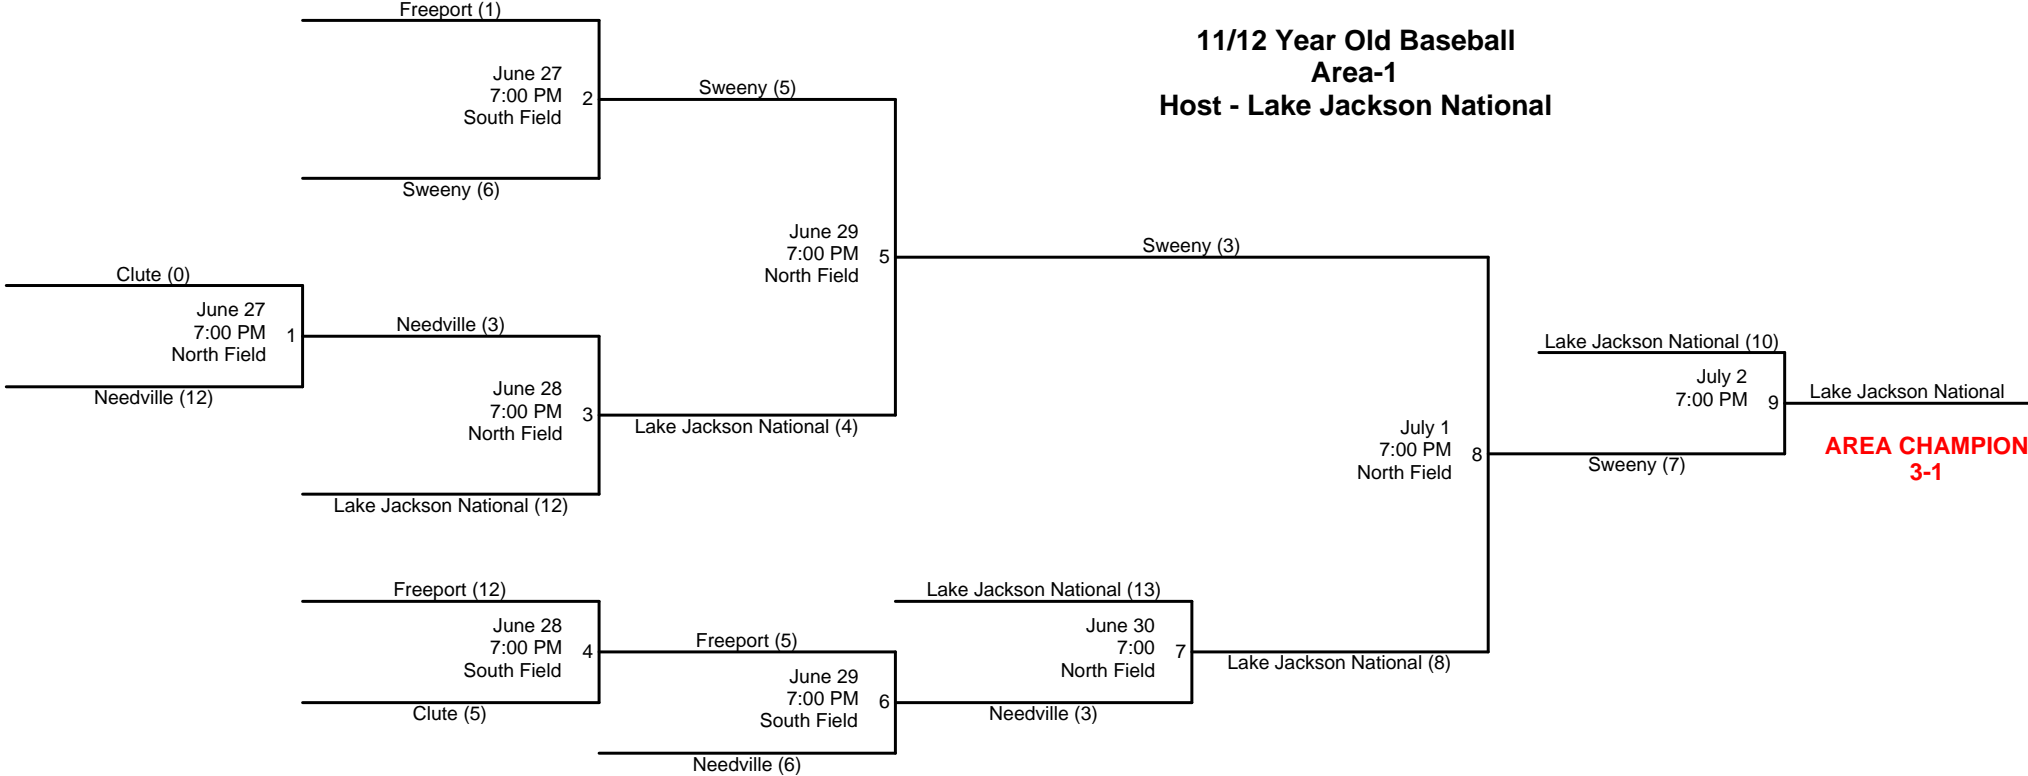 Freeport (1)
11/12 Year Old Baseball
Area-1
Host - Lake Jackson National
June 27
7:00 PM
South Field
2
Sweeny (5)
Sweeny (6)
June 29
7:00 PM
North Field
5
Sweeny (3)
Clute (0)
June 27
7:00 PM
North Field
1
Needville (12)
Needville (3)
June 28
7:00 PM
North Field
3
Lake Jackson National (4)
Lake Jackson National (12)
July 1
7:00 PM
North Field
8
Lake Jackson National (10)
July 2
7:00 PM
9
Sweeny (7)
Lake Jackson National
AREA CHAMPION
3-1
Freeport (12)
June 28
7:00 PM
South Field
4
Clute (5)
Freeport (5)
June 29
7:00 PM
South Field
6
Needville (6)
Lake Jackson National (13)
June 30
7:00
North Field
7
Needville (3)
Lake Jackson National (8)